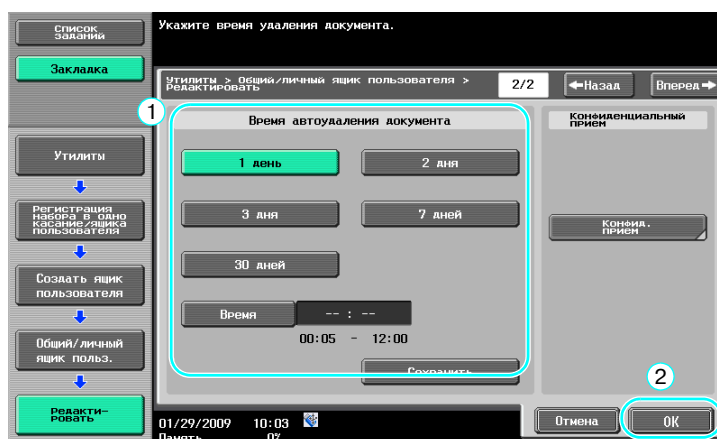 Список
заданий
Закладка
Утилиты
Регистрация
набора в одно
касание/ящика
пользователя
Создать ящик
пользователя
Общий/личный
ящик польз.
Редакти-
ровать
Укажите время удаления документа.
Утилиты > Общий/личный ящик пользователя >
Редактировать
2/2
Назад
Вперед
1
Время автоудаления документа
1 день
2 дня
3 дня
7 дней
30 дней
Время
-- : --
00:05 - 12:00
Сохранить
Конфиденциальный
прием
Конфид.
прием
2
Отмена
OK
01/29/2009 10:03
Память 0%